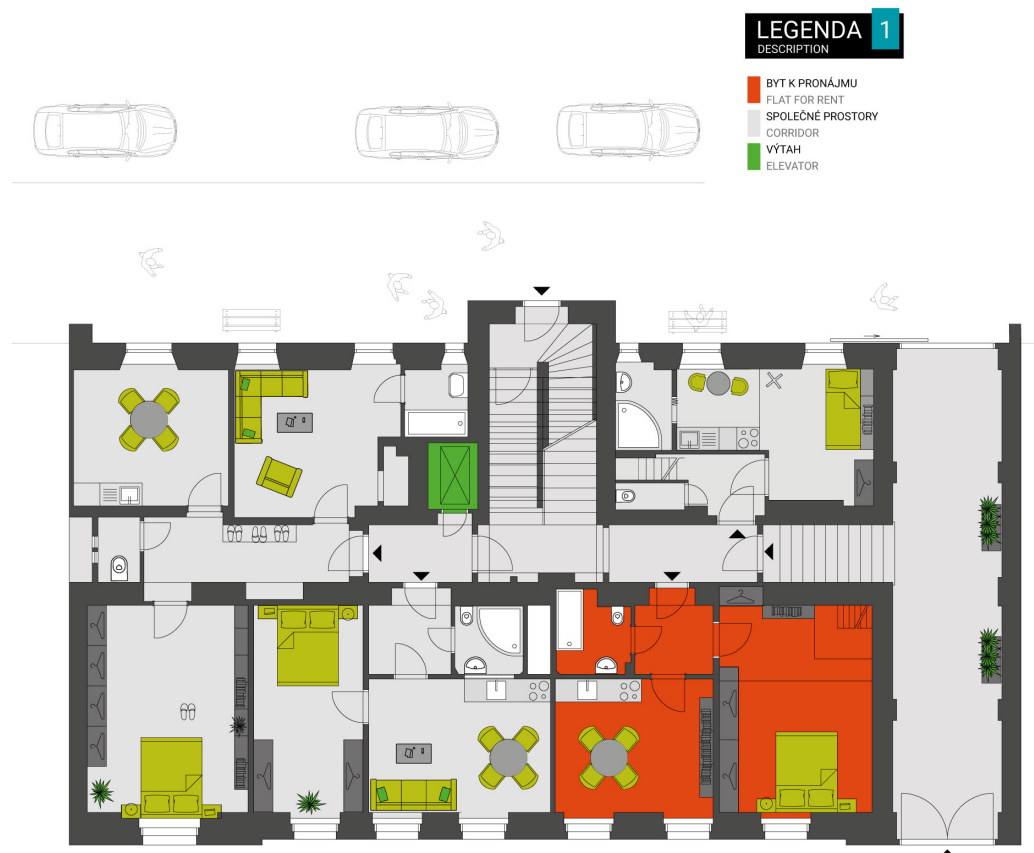 LEGENDA 1
DESCRIPTION
BYT K PRONÁJMU
FLAT FOR RENT
SPOLEČNÉ PROSTORY
CORRIDOR
VÝTAH
ELEVATOR